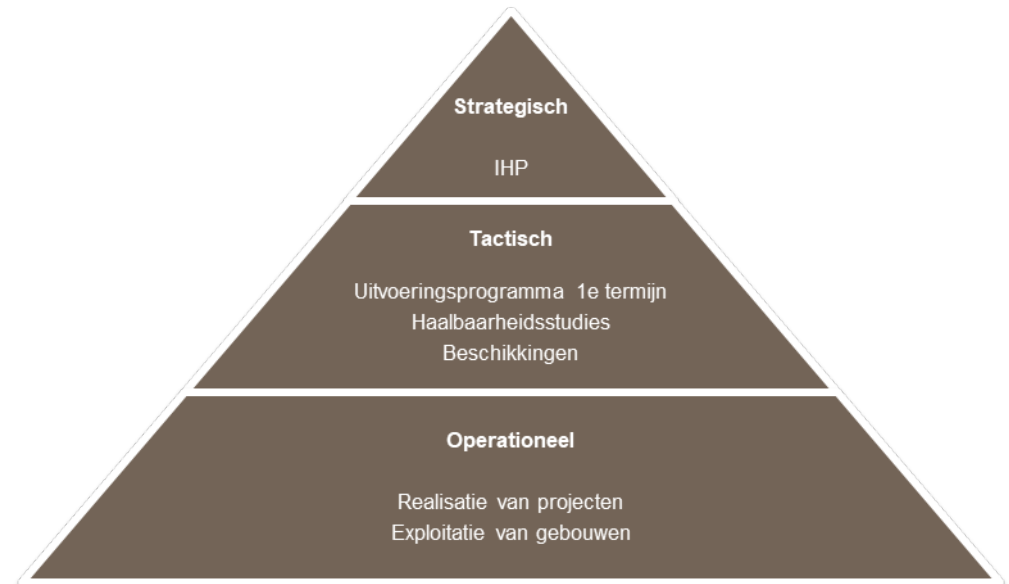 Strategisch
IHP
Tactisch
Uitvoeringsprogramma 1e termijn
Haalbaarheidsstudies
Beschikkingen
Operationeel
Realisatie van projecten
Exploitatie van gebouwen